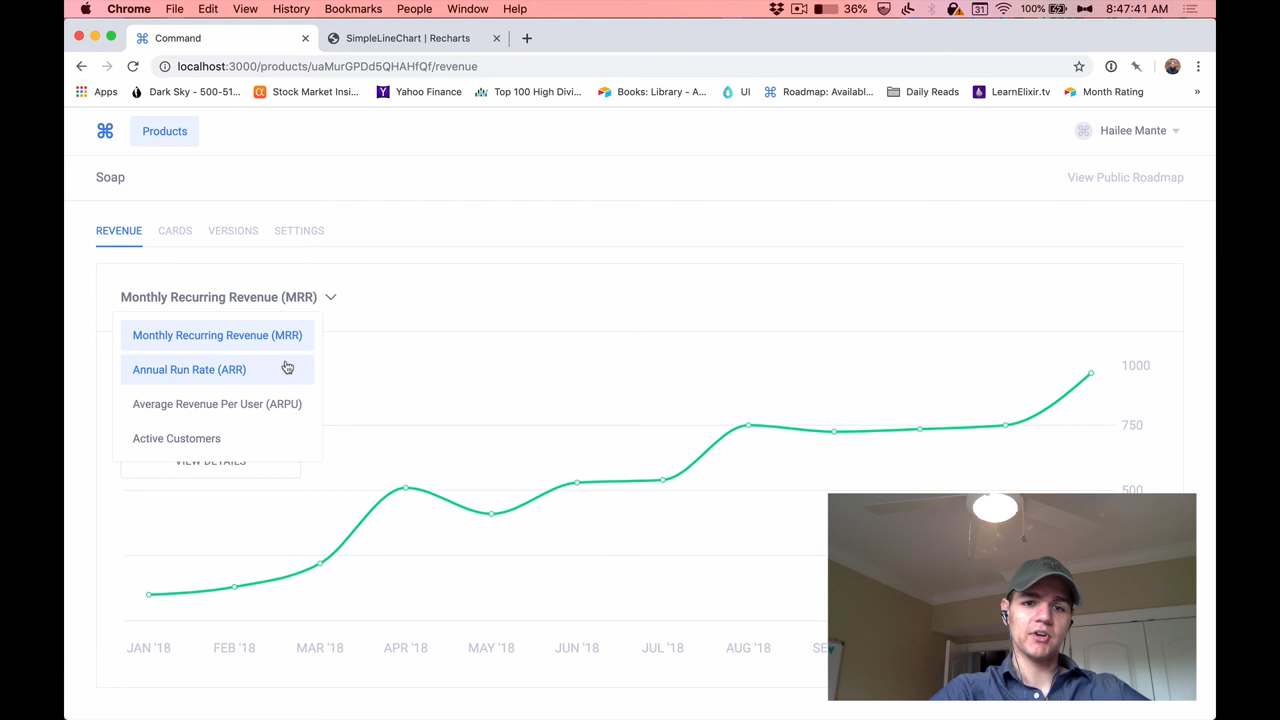 Chrome File Edit View History Bookmarks People Window Help 36% 31 100% 8:47:41 AM
Command SimpleLineChart | Recharts
localhost:3000/products/uaMurGPDd5QHAHfQf/revenue
Apps Dark Sky - 500-51... Stock Market Insi... Yahoo Finance Top 100 High Divi... Books: Library - A... UI Roadmap: Availabl... Daily Reads LearnElixir.tv Month Rating »
Products Hailee Mante
Soap View Public Roadmap
REVENUE CARDS VERSIONS SETTINGS
Monthly Recurring Revenue (MRR)
Monthly Recurring Revenue (MRR)
Annual Run Rate (ARR)
Average Revenue Per User (ARPU)
Active Customers
VIEW DETAILS
1000
750
500
JAN '18 FEB '18 MAR '18 APR '18 MAY '18 JUN '18 JUL '18 AUG '18